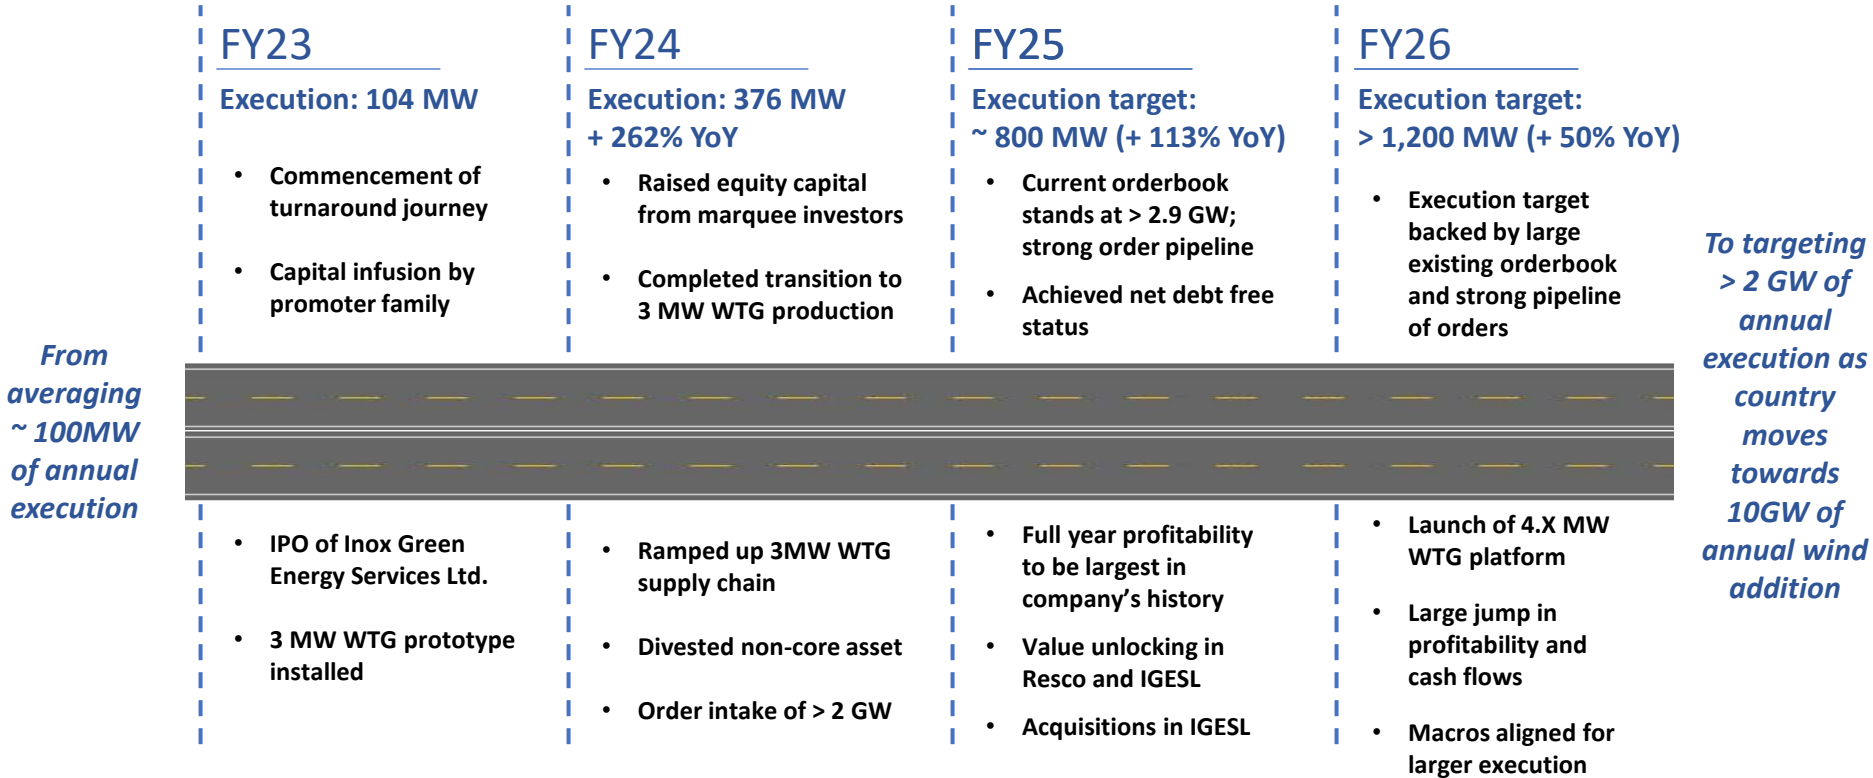 From
averaging
~ 100MW
of annual
execution
FY23
Execution: 104 MW
• Commencement of
turnaround journey
• Capital infusion by
promoter family
• IPO of Inox Green
Energy Services Ltd.
• 3 MW WTG prototype
installed
FY24
Execution: 376 MW
+ 262% YoY
• Raised equity capital
from marquee investors
• Completed transition to
3 MW WTG production
• Ramped up 3MW WTG
supply chain
• Divested non-core asset
• Order intake of > 2 GW
FY25
Execution target:
~ 800 MW (+ 113% YoY)
• Current orderbook
stands at > 2.9 GW;
strong order pipeline
• Achieved net debt free
status
• Full year profitability
to be largest in
company’s history
• Value unlocking in
Resco and IGESL
• Acquisitions in IGESL
FY26
Execution target:
> 1,200 MW (+ 50% YoY)
• Execution target
backed by large
existing orderbook
and strong pipeline
of orders
• Launch of 4.X MW
WTG platform
• Large jump in
profitability and
cash flows
• Macros aligned for
larger execution
To targeting
> 2 GW of
annual
execution as
country
moves
towards
10GW of
annual wind
addition